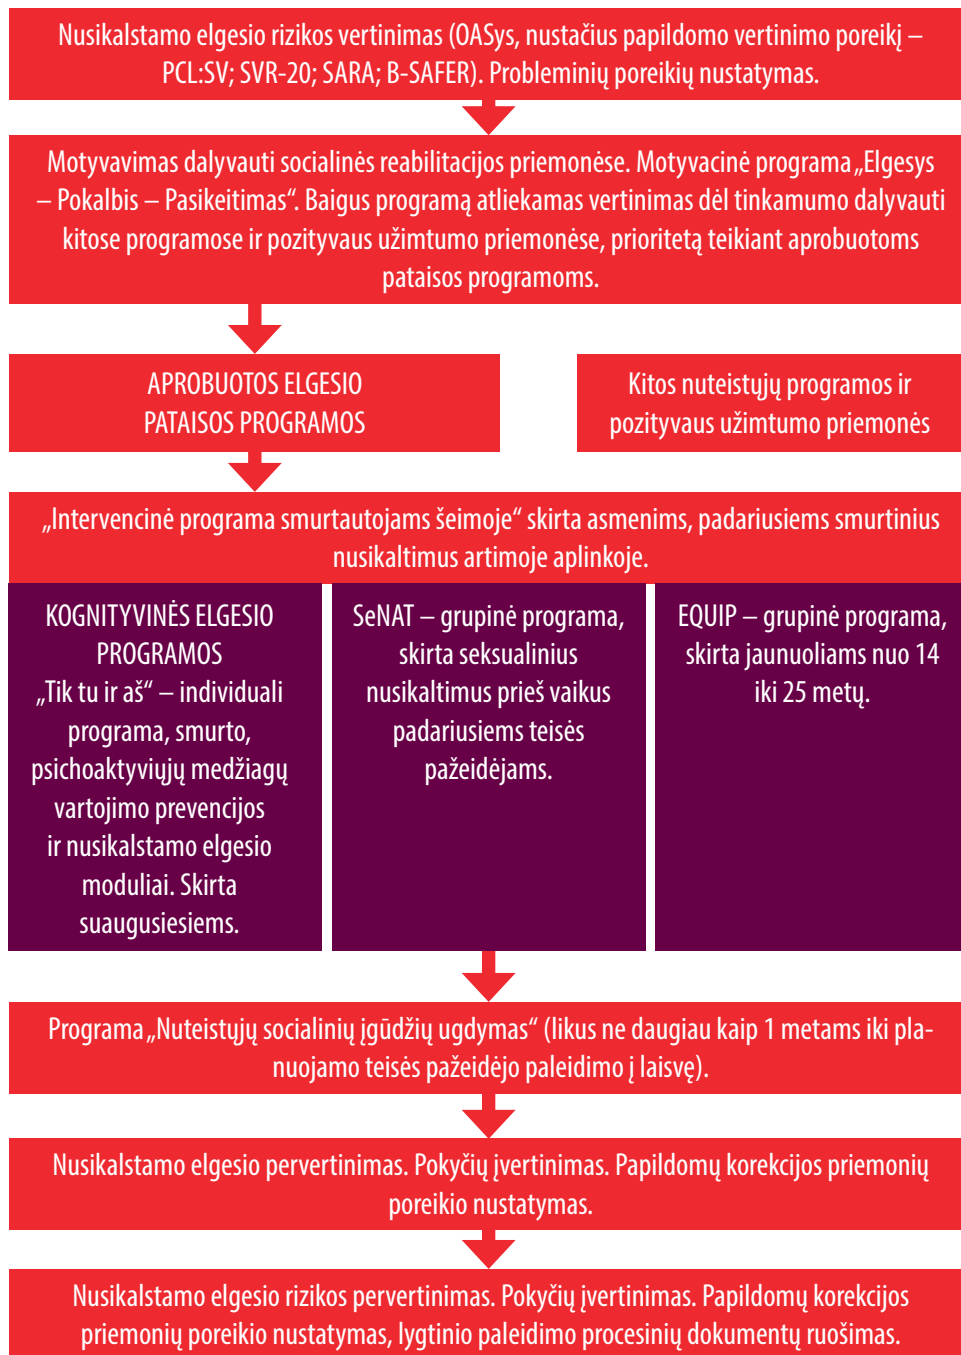 Nusikalstamo elgesio rizikos vertinimas (OASys, nustačius papildomo vertinimo poreikį –
PCL:SV; SVR-20; SARA; B-SAFER). Probleminių poreikių nustatymas.
Motyvavimas dalyvauti socialinės reabilitacijos priemonėse. Motyvacinė programa „Elgesys
– Pokalbis – Pasikeitimas“. Baigus programą atliekamas vertinimas dėl tinkamumo dalyvauti
kitose programose ir pozityvaus užimtumo priemonėse, prioritetą teikiant aprobuotoms
pataisos programoms.
APROBUOTOS ELGESIO
PATAISOS PROGRAMOS
Kitos nuteistųjų programos ir
pozityvaus užimtumo priemonės
„Intervencinė programa smurtautojams šeimoje“ skirta asmenims, padariusiems smurtinius
nusikaltimus artimoje aplinkoje.
KOGNITYVINĖS ELGESIO
PROGRAMOS
„Tik tu ir aš“ – individuali
programa, smurto,
psichoaktyviųjų medžiagų
vartojimo prevencijos
ir nusikalstamo elgesio
moduliai. Skirta
suaugusiesiems.
SeNAT – grupinė programa,
skirta seksualinius
nusikaltimus prieš vaikus
padariusiems teisės
pažeidėjams.
EQUIP – grupinė programa,
skirta jaunuoliams nuo 14
iki 25 metų.
Programa „Nuteistųjų socialinių įgūdžių ugdymas“ (likus ne daugiau kaip 1 metams iki pla-
nuojamo teisės pažeidėjo paleidimo į laisvę).
Nusikalstamo elgesio pervertinimas. Pokyčių įvertinimas. Papildomų korekcijos priemonių
poreikio nustatymas.
Nusikalstamo elgesio rizikos pervertinimas. Pokyčių įvertinimas. Papildomų korekcijos
priemonių poreikio nustatymas, lygtinio paleidimo procesinių dokumentų ruošimas.